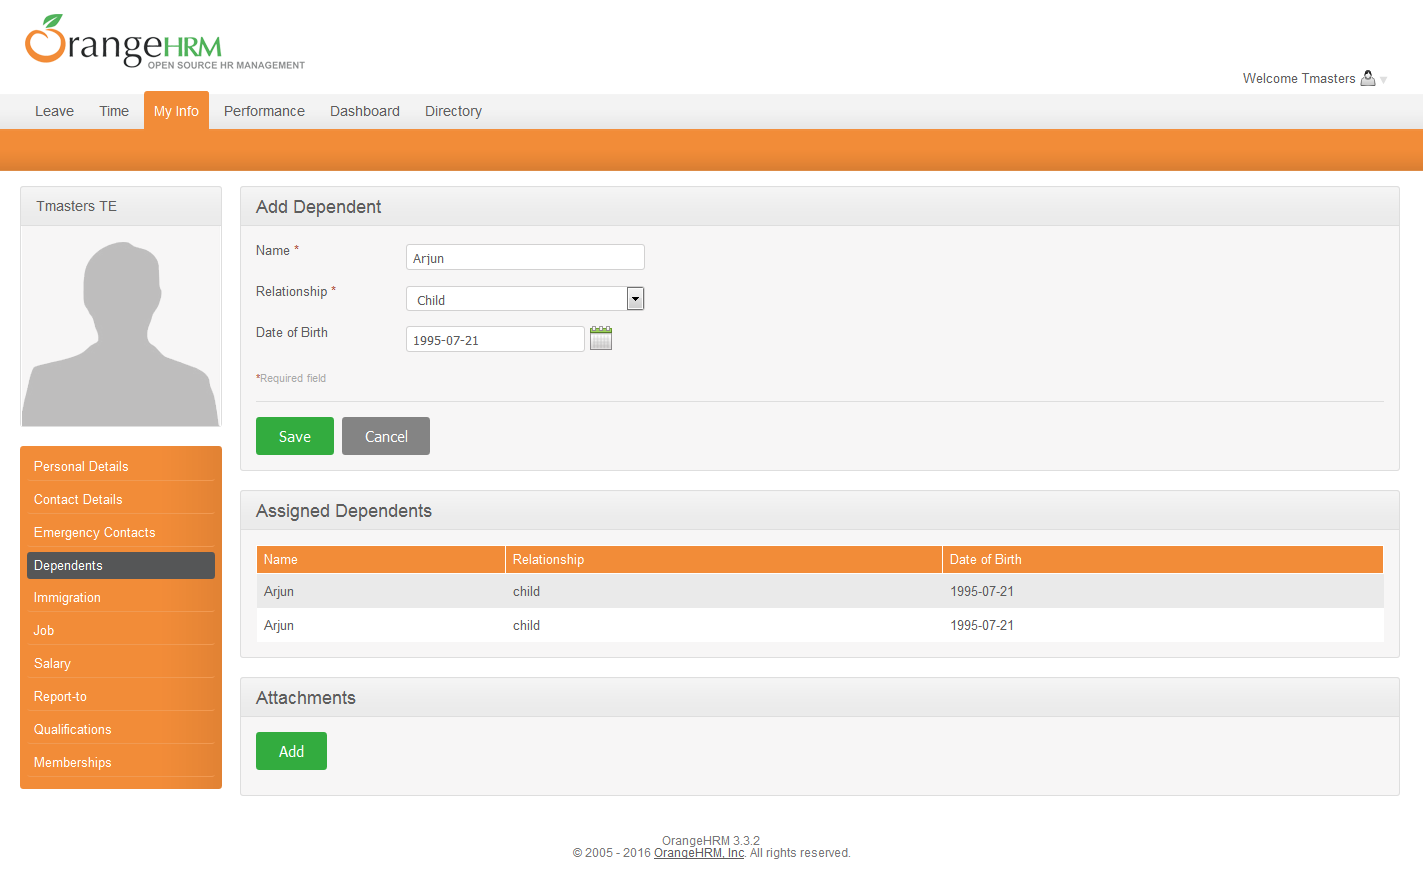 OrangeHRM
OPEN SOURCE HR MANAGEMENT
Welcome Tmasters
Leave Time My Info Performance Dashboard Directory
Tmasters TE
Personal Details
Contact Details
Emergency Contacts
Dependents
Immigration
Job
Salary
Report-to
Qualifications
Memberships
Add Dependent
Name * Arjun
Relationship * Child
Date of Birth 1995-07-21
*Required field
Save Cancel
Assigned Dependents
Name Relationship Date of Birth
Arjun child 1995-07-21
Arjun child 1995-07-21
Attachments
Add
OrangeHRM 3.3.2
© 2005 - 2016 OrangeHRM, Inc. All rights reserved.